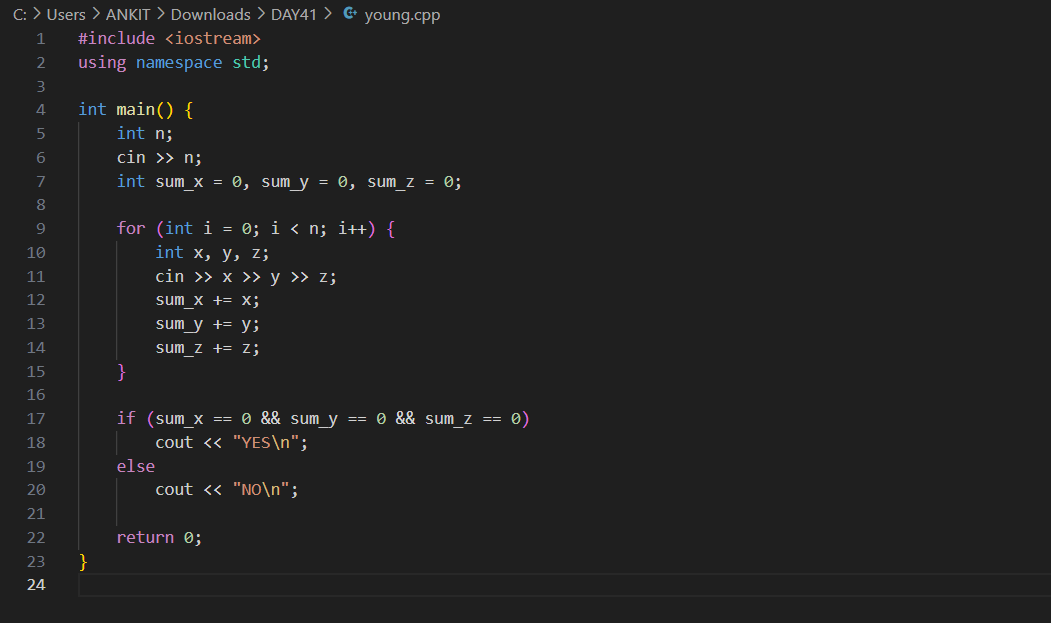 C: > Users > ANKIT > Downloads > DAY41 > young.cpp
1 #include <iostream>
2 using namespace std;
3
4 int main() {
5     int n;
6     cin >> n;
7     int sum_x = 0, sum_y = 0, sum_z = 0;
8
9     for (int i = 0; i < n; i++) {
10         int x, y, z;
11         cin >> x >> y >> z;
12         sum_x += x;
13         sum_y += y;
14         sum_z += z;
15     }
16
17     if (sum_x == 0 && sum_y == 0 && sum_z == 0)
18         cout << "YES\n";
19     else
20         cout << "NO\n";
21
22     return 0;
23 }
24